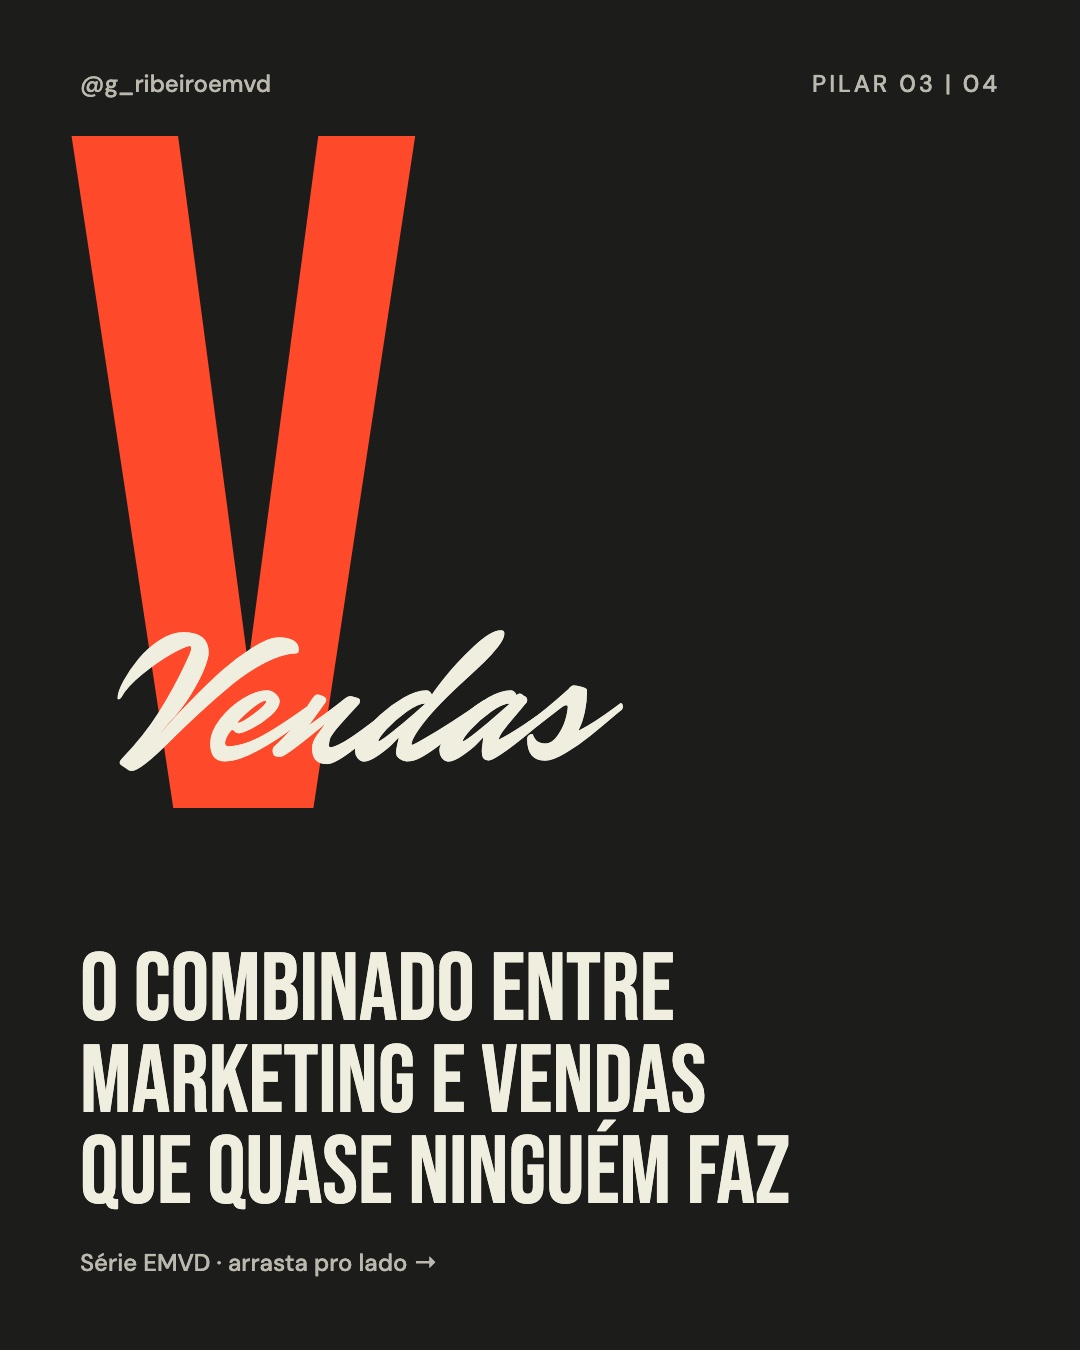 @g_ribeiroemvd
PILAR 03 | 04
V
Vendas
O COMBINADO ENTRE
MARKETING E VENDAS
QUE QUASE NINGUÉM FAZ
Série EMVD · arrasta pro lado →